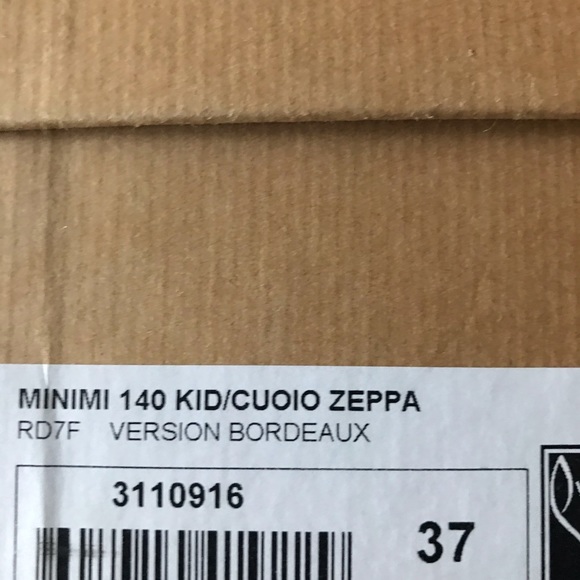 MINIMI 140 KID/CUOIO ZEPPA
RD7F VERSION BORDEAUX
3110916
37